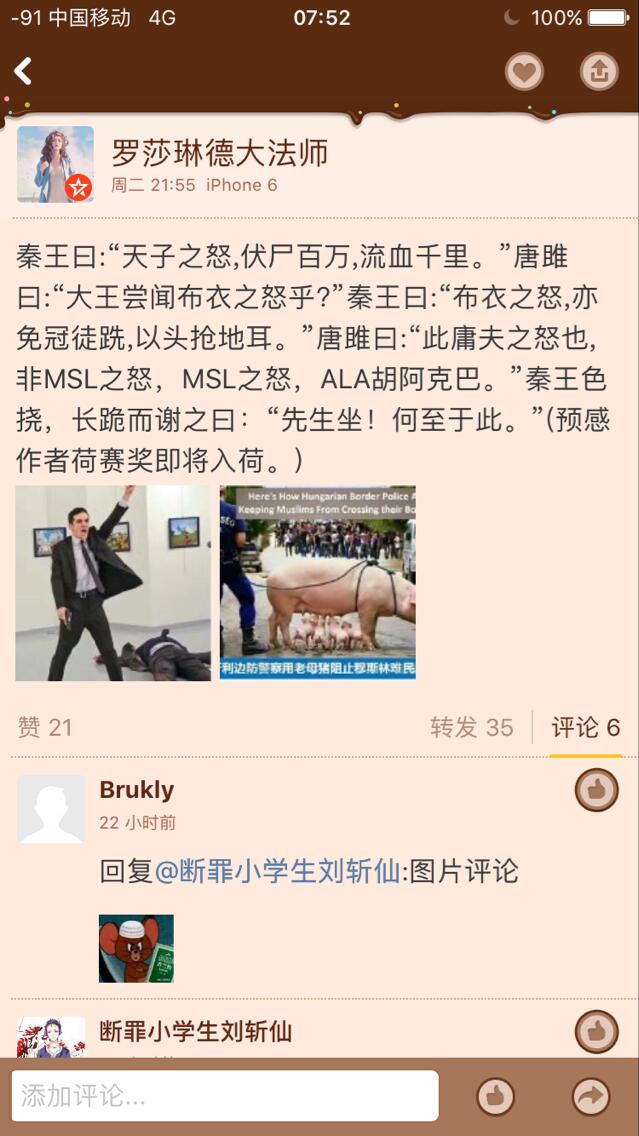 -91 中国移动 4G 07:52 100%
罗莎琳德大法师
周二 21:55 iPhone 6
秦王曰:“天子之怒,伏尸百万,流血千里。”唐雎
曰:“大王尝闻布衣之怒乎?”秦王曰:“布衣之怒,亦
免冠徒跣,以头抢地耳。”唐雎曰:“此庸夫之怒也,
非MSL之怒，MSL之怒，ALA胡阿克巴。”秦王色
挠，长跪而谢之曰：“先生坐！何至于此。”(预感
作者荷赛奖即将入荷。)
Here's How Hungarian Border Police A
Keeping Muslims From Crossing their Bo
利边防警察用老母猪阻止穆斯林难民
赞 21
转发 35
评论 6
Brukly
22 小时前
回复@断罪小学生刘斩仙:图片评论
断罪小学生刘斩仙
添加评论...